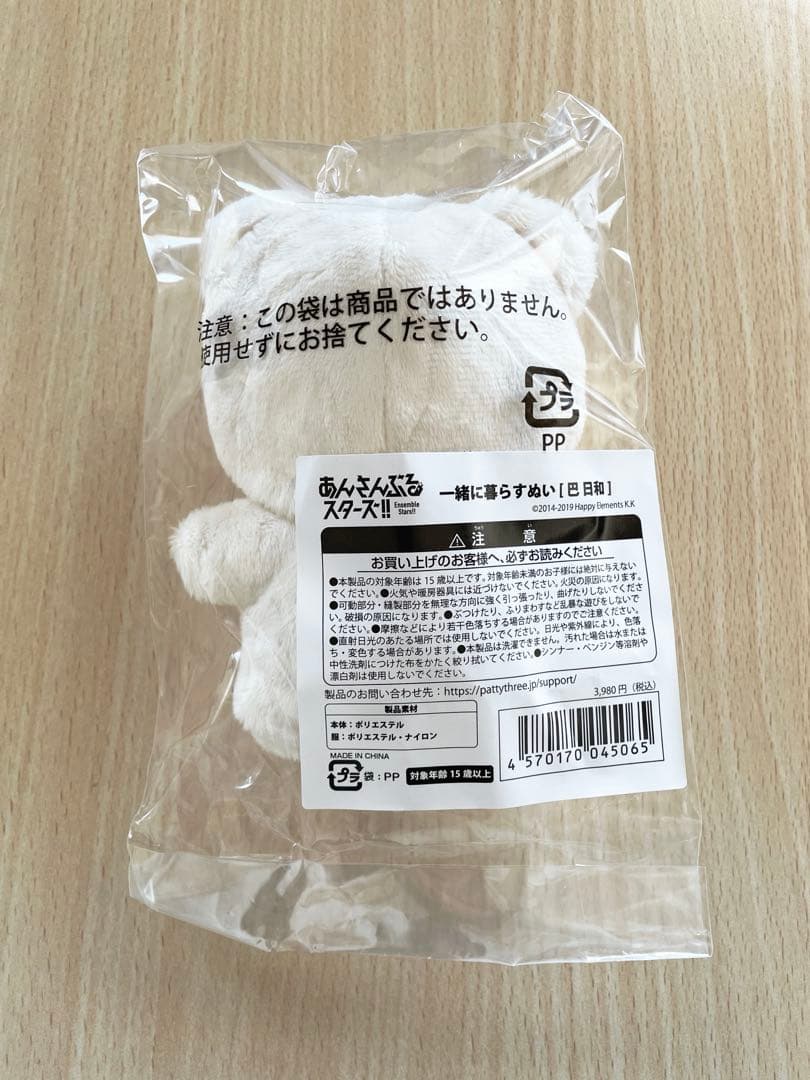 注意：この袋は商品ではありません。
使用せずにお捨てください。
プラ
PP
あんさんぶる
スターズ!!
Ensemble
Stars!!
一緒に暮らすぬい [ 巴 日和 ]
©2014-2019 Happy Elements K.K
⚠注意
ちゅう い
お買い上げのお客様へ、必ずお読みください
●本製品の対象年齢は 15 歳以上です。対象年齢未満のお子様には絶対に与えない
でください。●火気や暖房器具には近づけないでください。火災の原因になります。
●可動部分・縫製部分を無理な方向に強く引っ張ったり、曲げたりしないでくださ
い。破損の原因になります。●ぶつけたり、ふりまわすなど乱暴な遊びをしないで
ください。●摩擦などにより若干色落ちする場合がありますのでご注意ください。
●直射日光のあたる場所では使用しないでください。日光や紫外線により、色落
ち・変色する場合があります。●本製品は洗濯できません。汚れた場合は水または
中性洗剤につけた布をかたく絞り拭いてください。●シンナー・ベンジン等溶剤や
漂白剤は使用しないでください。
製品のお問い合わせ先：https://pattythree.jp/support/
3,980 円（税込）
製品素材
本体：ポリエステル
服：ポリエステル・ナイロン
MADE IN CHINA
プラ 袋：PP 対象年齢 15 歳以上
4 570170 045065